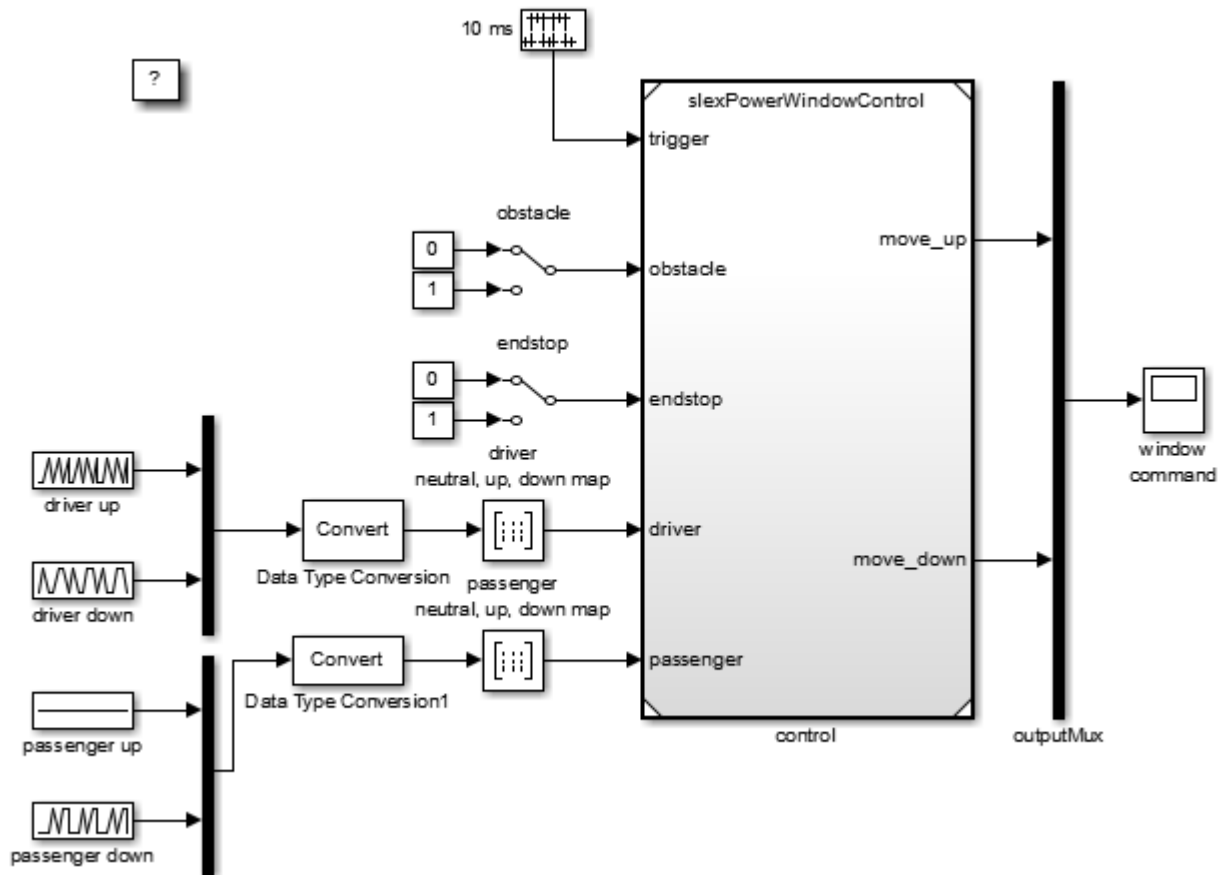 10 ms
?
slexPowerWindowControl
trigger
obstacle
0
1
obstacle
move_up
endstop
0
1
endstop
window
command
driver
neutral, up, down map
driver up
Convert
Data Type Conversion
driver
move_down
driver down
passenger
neutral, up, down map
Convert
Data Type Conversion1
passenger
passenger up
control
outputMux
passenger down